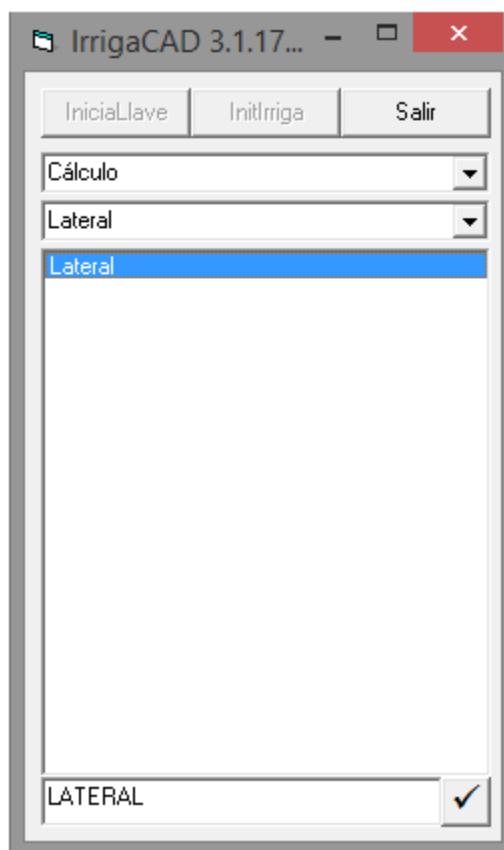 IrrigaCAD 3.1.17...
IniciaLlave InitIrriga Salir
Cálculo
Lateral
Lateral
LATERAL